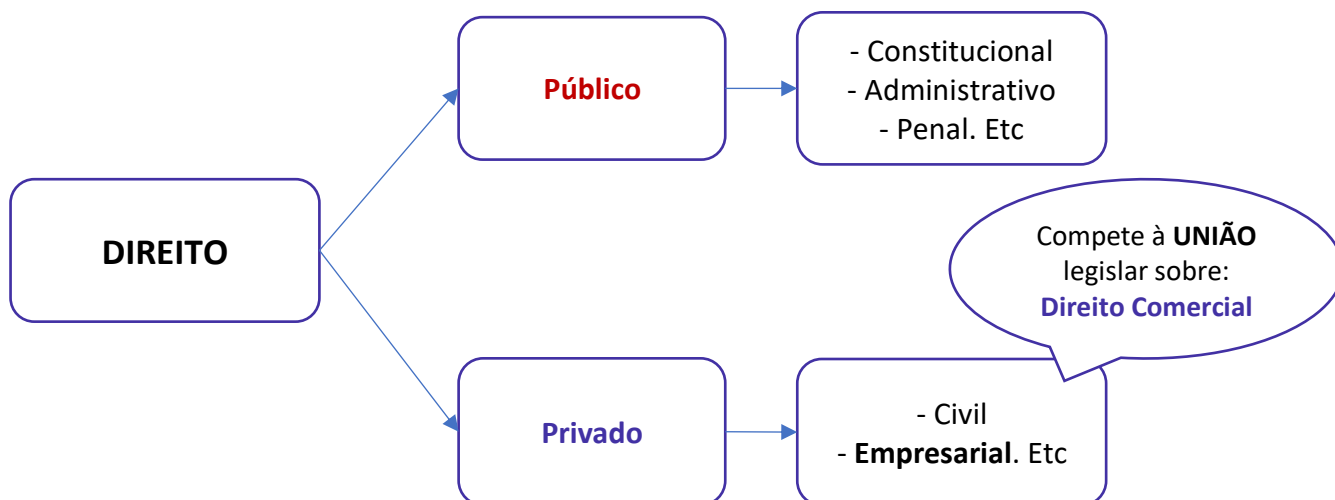 Público
- Constitucional
- Administrativo
- Penal. Etc
DIREITO
Compete à UNIÃO
legislar sobre:
Direito Comercial
Privado
- Civil
- Empresarial. Etc